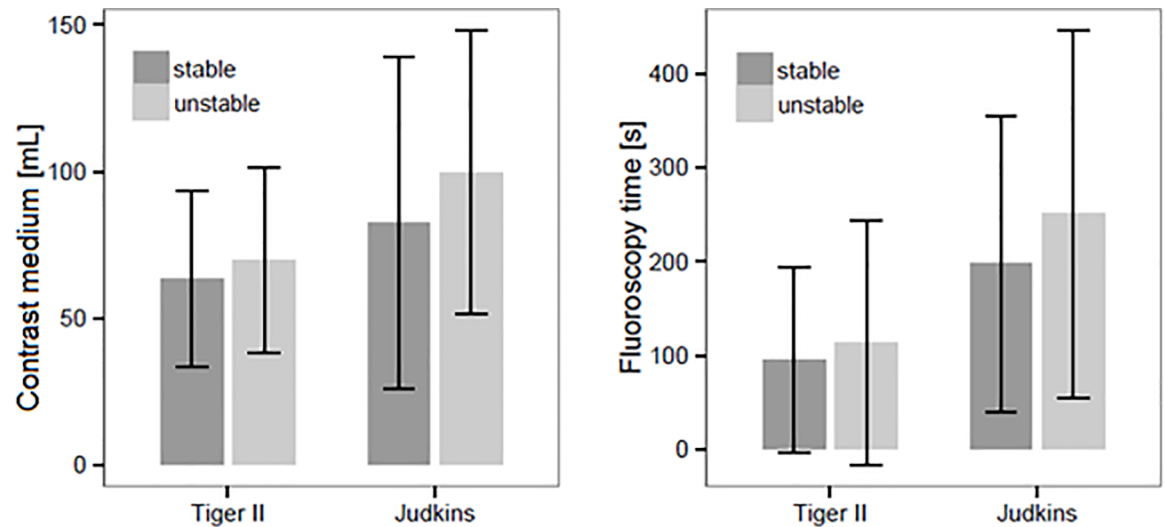 Contrast medium [mL]
150
100
50
0
stable
unstable
Tiger II
Judkins
Fluoroscopy time [s]
400
300
200
100
0
stable
unstable
Tiger II
Judkins